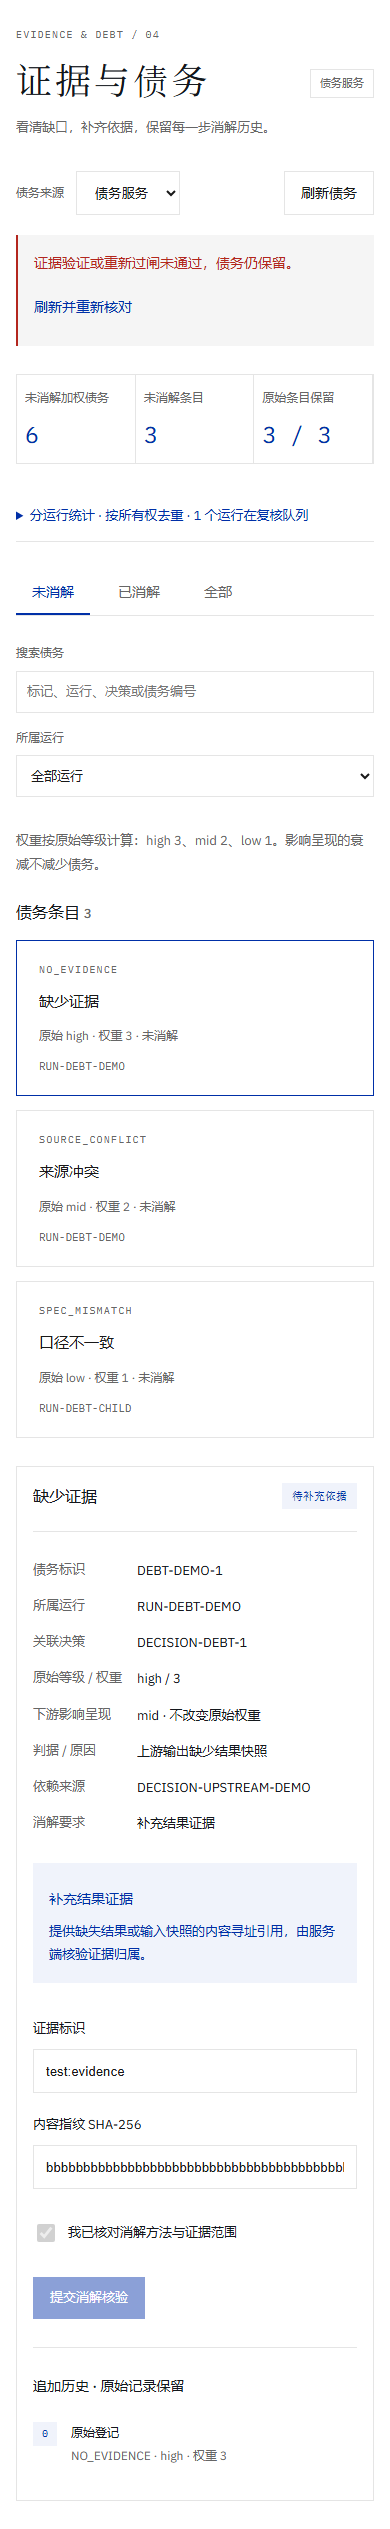 EVIDENCE & DEBT / 04
证据与债务
债务服务
看清缺口，补齐依据，保留每一步消解历史。
债务来源
债务服务
刷新债务
证据验证或重新过闸未通过，债务仍保留。
刷新并重新核对
未消解加权债务
6
未消解条目
3
原始条目保留
3 / 3
分运行统计 · 按所有权去重 · 1 个运行在复核队列
未消解
已消解
全部
搜索债务
标记、运行、决策或债务编号
所属运行
全部运行
权重按原始等级计算：high 3、mid 2、low 1。影响呈现的衰
减不减少债务。
债务条目 3
NO_EVIDENCE
缺少证据
原始 high · 权重 3 · 未消解
RUN-DEBT-DEMO
SOURCE_CONFLICT
来源冲突
原始 mid · 权重 2 · 未消解
RUN-DEBT-DEMO
SPEC_MISMATCH
口径不一致
原始 low · 权重 1 · 未消解
RUN-DEBT-CHILD
缺少证据
待补充依据
债务标识 DEBT-DEMO-1
所属运行 RUN-DEBT-DEMO
关联决策 DECISION-DEBT-1
原始等级 / 权重 high / 3
下游影响呈现 mid · 不改变原始权重
判据 / 原因 上游输出缺少结果快照
依赖来源 DECISION-UPSTREAM-DEMO
消解要求 补充结果证据
补充结果证据
提供缺失结果或输入快照的内容寻址引用，由服务
端核验证据归属。
证据标识
test:evidence
内容指纹 SHA-256
bbbbbbbbbbbbbbbbbbbbbbbbbbbbbbbbbbbbbbbb
我已核对消解方法与证据范围
提交消解核验
追加历史 · 原始记录保留
0
原始登记
NO_EVIDENCE · high · 权重 3